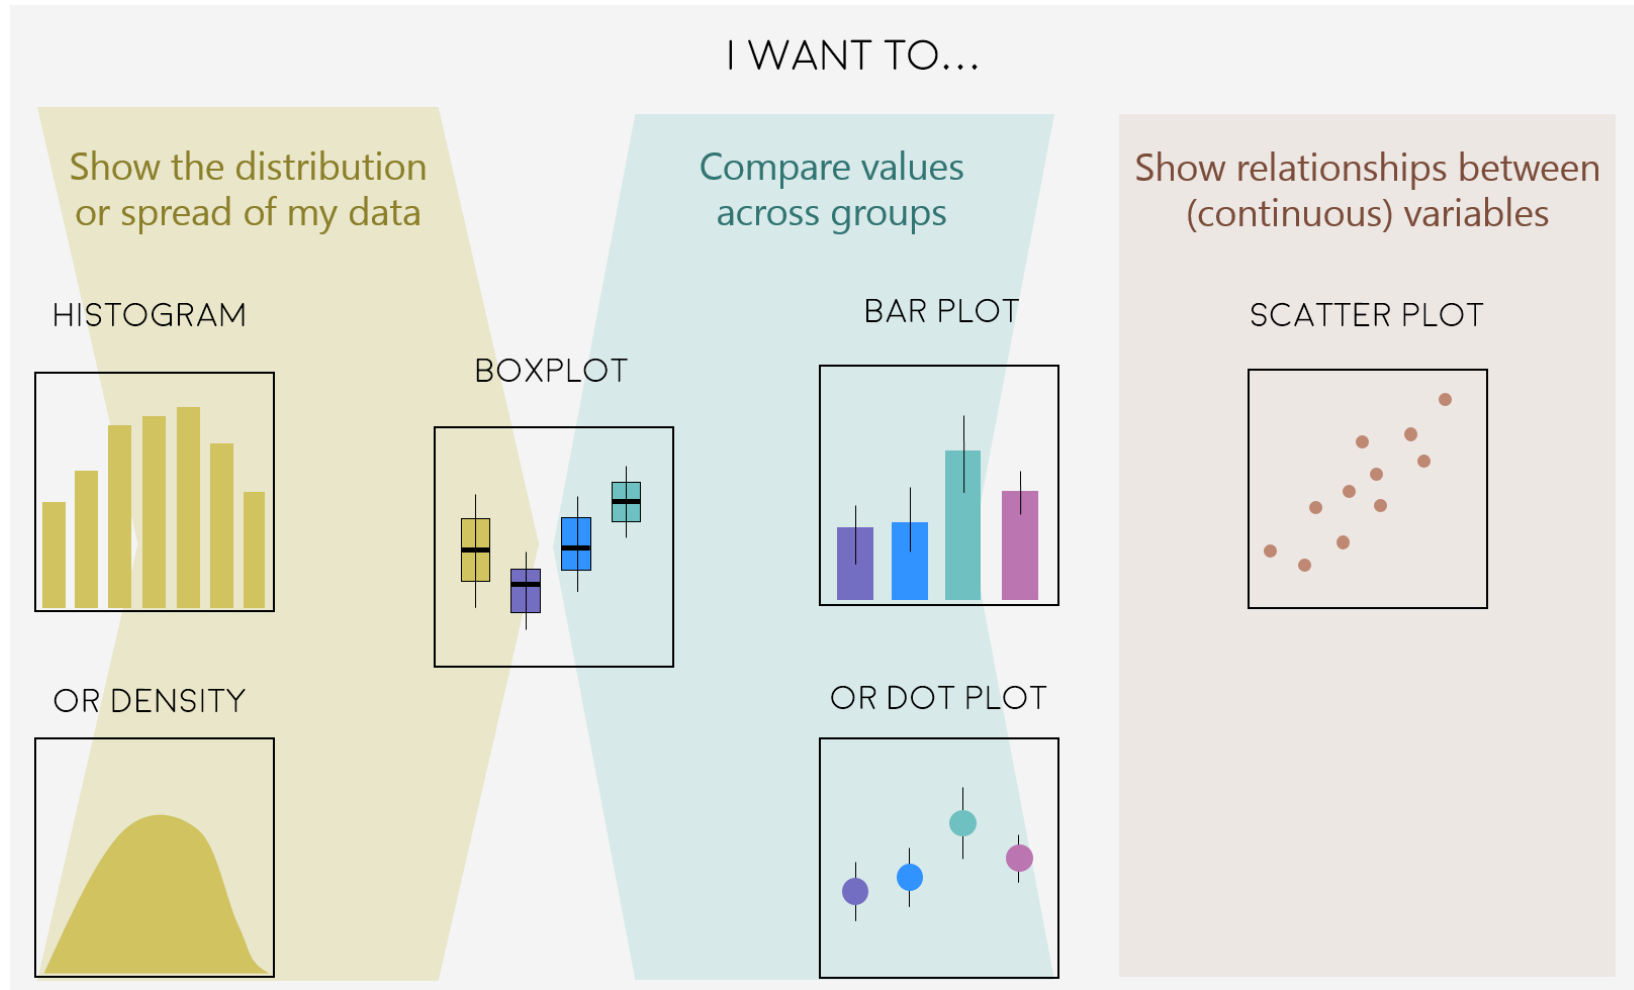 I WANT TO...
Show the distribution
or spread of my data
Compare values
across groups
Show relationships between
(continuous) variables
HISTOGRAM
BOXPLOT
BAR PLOT
SCATTER PLOT
OR DENSITY
OR DOT PLOT